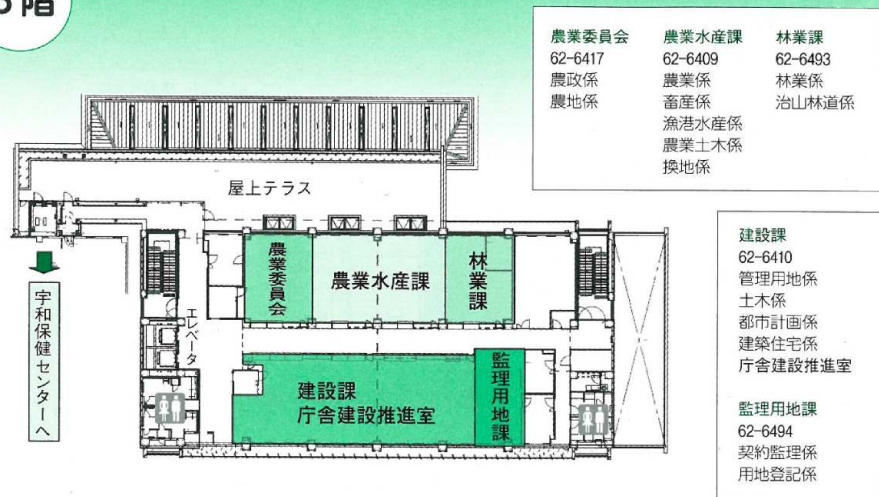 階
農業委員会
62-6417
農政係
農地係
農業水産課
62-6409
農業係
畜産係
漁港水産係
農業土木係
換地係
林業課
62-6493
林業係
治山林道係
屋上テラス
農業委員会
農業水産課
林業課
宇和保健センターへ
エレベータ
建設課
庁舎建設推進室
監理用地課
建設課
62-6410
管理用地係
土木係
都市計画係
建築住宅係
庁舎建設推進室
監理用地課
62-6494
契約監理係
用地登記係